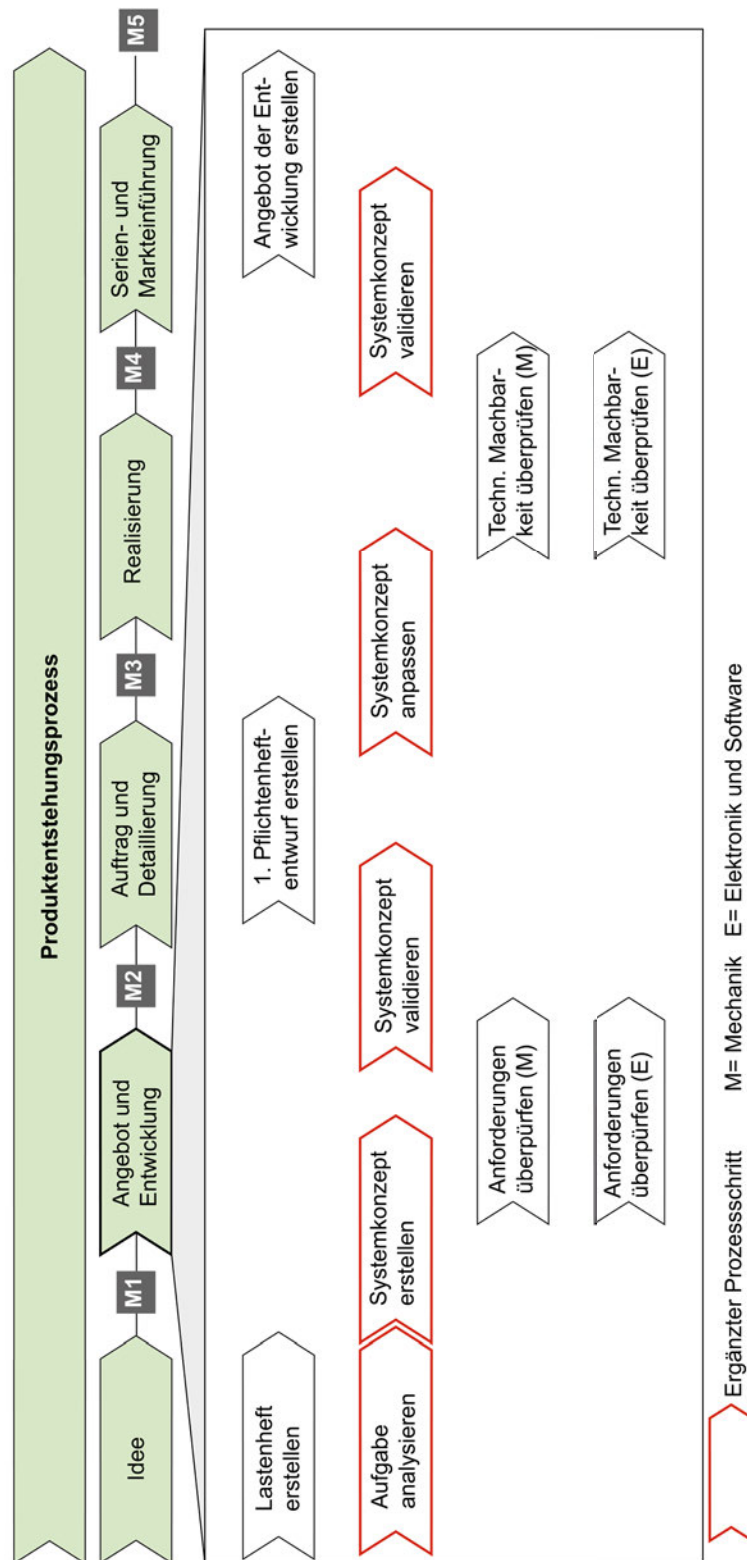 Produktentstehungsprozess
Idee
M1
Angebot und
Entwicklung
M2
Auftrag und
Detaillierung
M3
Realisierung
M4
Serien- und
Markteinführung
M5
Lastenheft
erstellen
1. Pflichtenheft-
entwurf erstellen
Angebot der Ent-
wicklung erstellen
Aufgabe
analysieren
Systemkonzept
erstellen
Systemkonzept
validieren
Systemkonzept
anpassen
Systemkonzept
validieren
Anforderungen
überpürfen (M)
Techn. Machbar-
keit überprüfen (M)
Anforderungen
überpürfen (E)
Techn. Machbar-
keit überprüfen (E)
Ergänzter Prozessschritt M= Mechanik E= Elektronik und Software